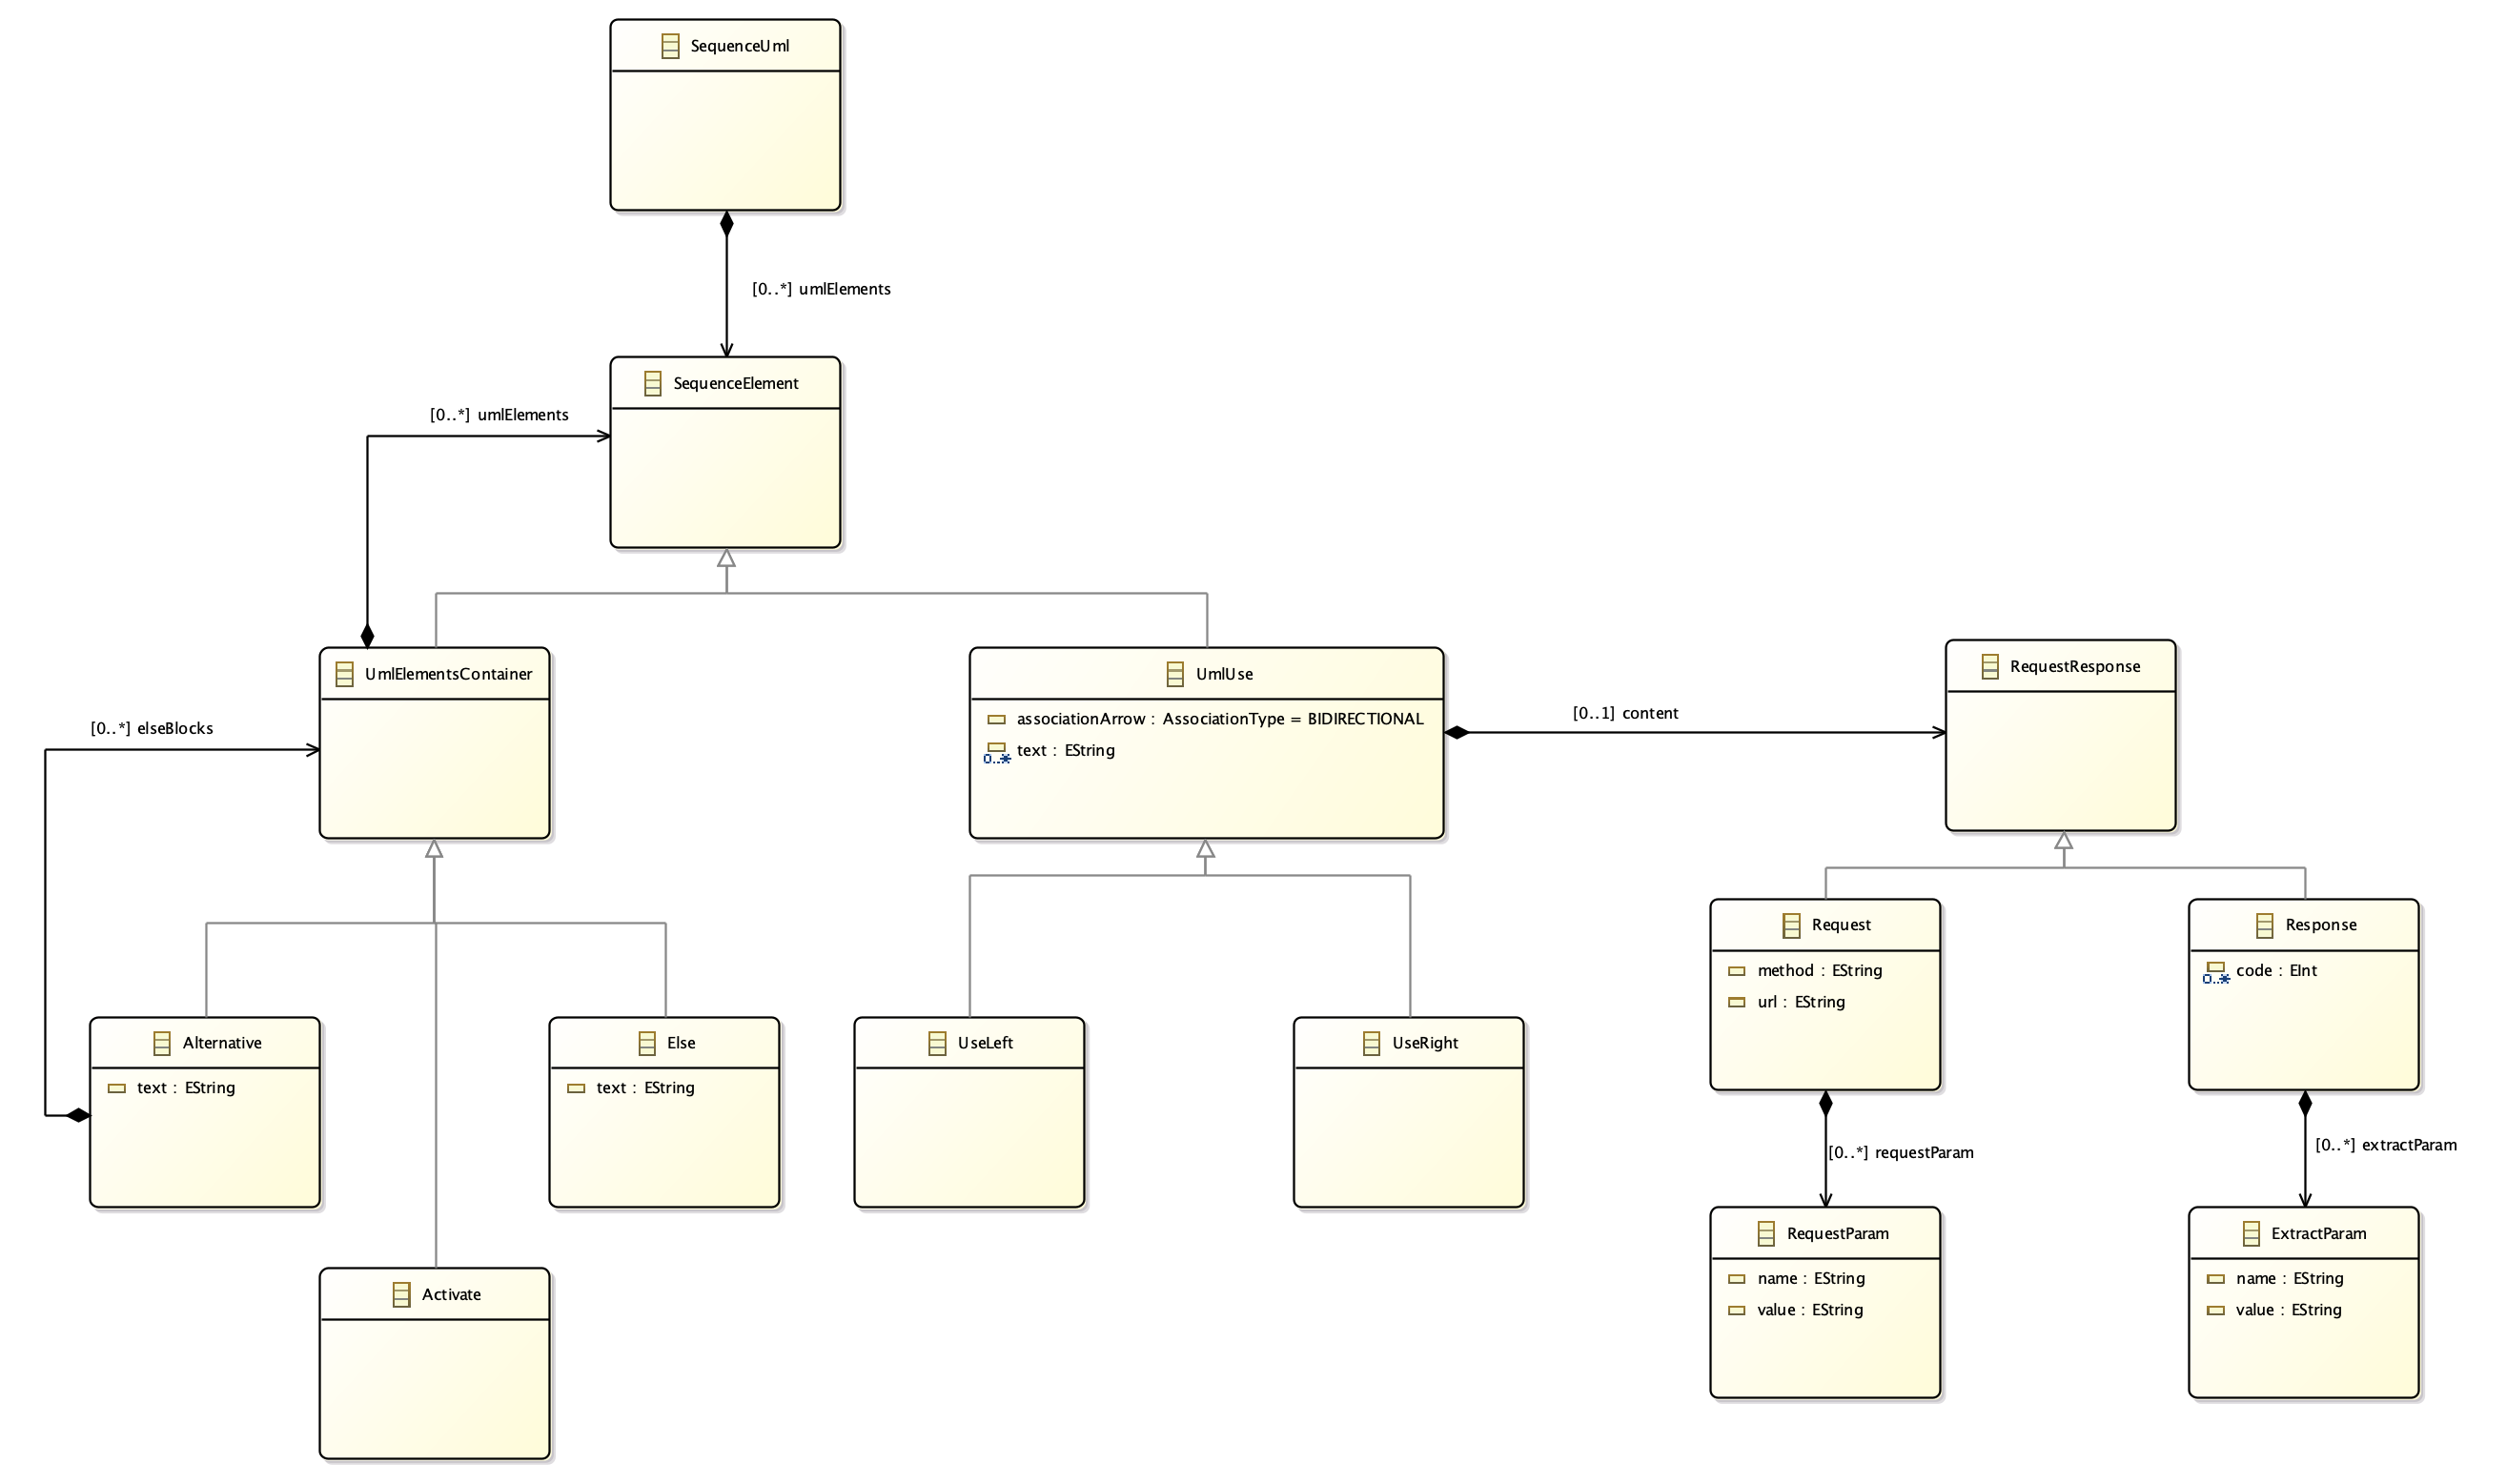 SequenceUml
[0..*] umlElements
SequenceElement
[0..*] umlElements
UmlElementsContainer
[0..*] elseBlocks
UmlUse
associationArrow : AssociationType = BIDIRECTIONAL
0..* text : EString
[0..1] content
RequestResponse
Request
method : EString
url : EString
Response
0..* code : EInt
Alternative
text : EString
Else
text : EString
UseLeft
UseRight
[0..*] requestParam
[0..*] extractParam
RequestParam
name : EString
value : EString
ExtractParam
name : EString
value : EString
Activate